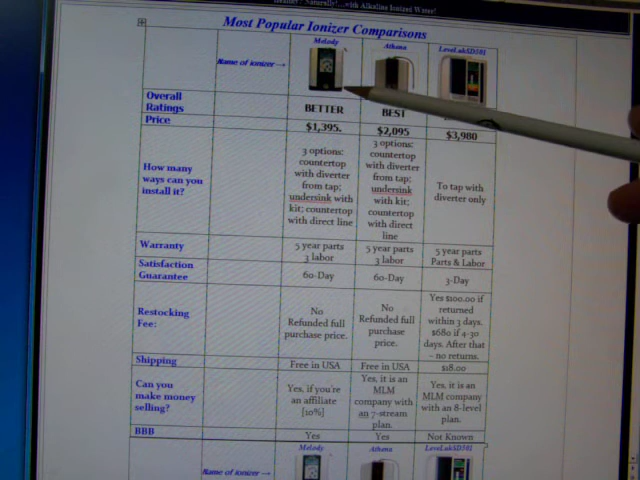 Naturally!...with Alkaline Ionized Water!
Most Popular Ionizer Comparisons
Melody
Athena
LeveLukSD501
Name of ionizer→
Overall
Ratings
BETTER
BEST
Price
$1,395.
$2,095
$3,980
How many
ways can you
install it?
3 options:
countertop
with diverter
from tap;
undersink with
kit; countertop
with direct line
3 options:
countertop
with diverter
from tap;
undersink
with kit;
countertop
with direct
line
To tap with
diverter only
Warranty
5 year parts
3 labor
5 year parts
3 labor
5 year parts
Parts & Labor
Satisfaction
Guarantee
60-Day
60-Day
3-Day
Restocking
Fee:
No
Refunded full
purchase price.
No
Refunded full
purchase
price.
Yes $100.00 if
returned
within 3 days.
$680 if 4-30
days. After that
– no returns.
Shipping
Free in USA
Free in USA
$18.00
Can you
make money
selling?
Yes, if you're
an affiliate
[10%]
Yes, it is an
MLM
company with
an 7-stream
plan.
Yes, it is an
MLM company
with an 8-level
plan.
BBB
Yes
Yes
Not Known
Melody
Athena
LeveLukSD501
Name of ionizer→